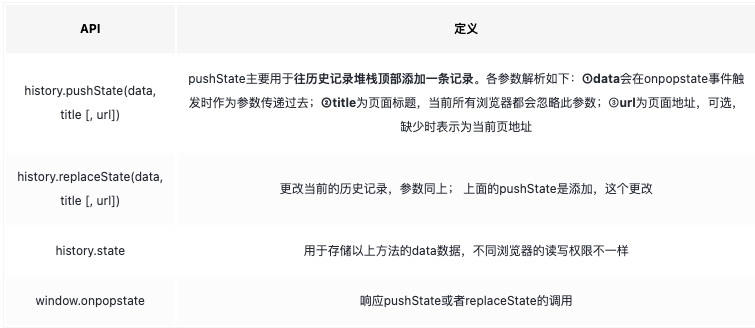 API
定义
history.pushState(data,
title [, url])
pushState主要用于往历史记录堆栈顶部添加一条记录。各参数解析如下：①data会在onpopstate事件触
发时作为参数传递过去；②title为页面标题，当前所有浏览器都会忽略此参数；③url为页面地址，可选，
缺少时表示为当前页地址
history.replaceState(data,
title [, url])
更改当前的历史记录，参数同上； 上面的pushState是添加，这个更改
history.state
用于存储以上方法的data数据，不同浏览器的读写权限不一样
window.onpopstate
响应pushState或者replaceState的调用